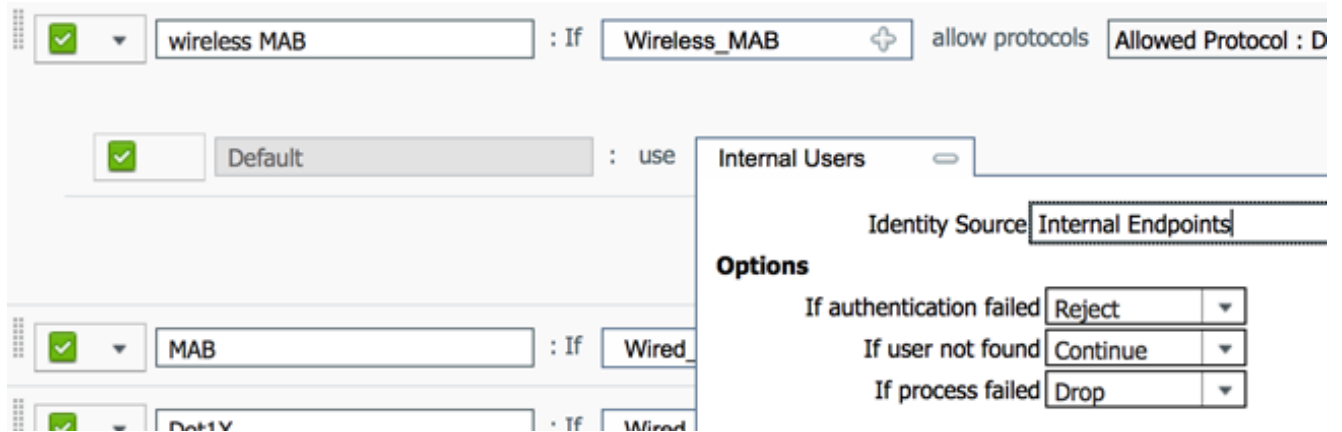 wireless MAB : If Wireless_MAB allow protocols Allowed Protocol : D
Default : use Internal Users
Identity Source Internal Endpoints
Options
If authentication failed Reject
If user not found Continue
If process failed Drop
MAB : If Wired_
Dot1X : If Wired